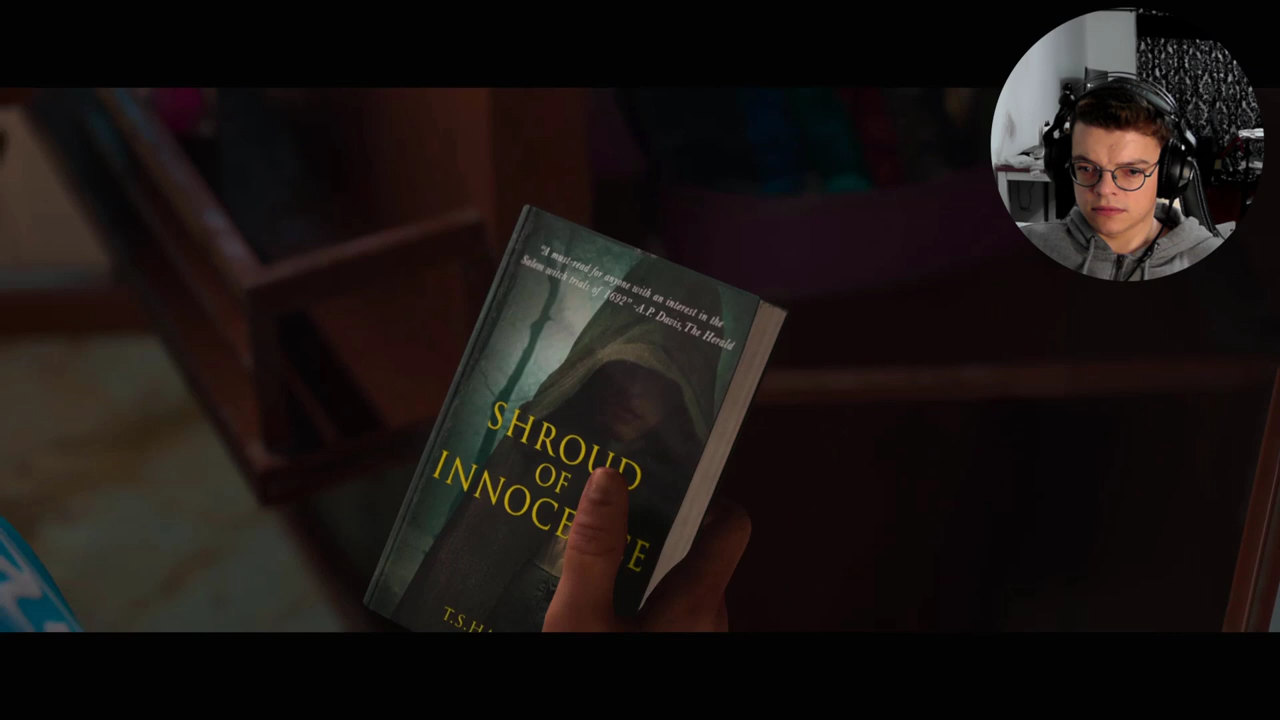 "A must-read for anyone with an interest in the
Salem witch trials of 1692" -A.P. Davis, The Herald
SHROUD
OF
T.S.